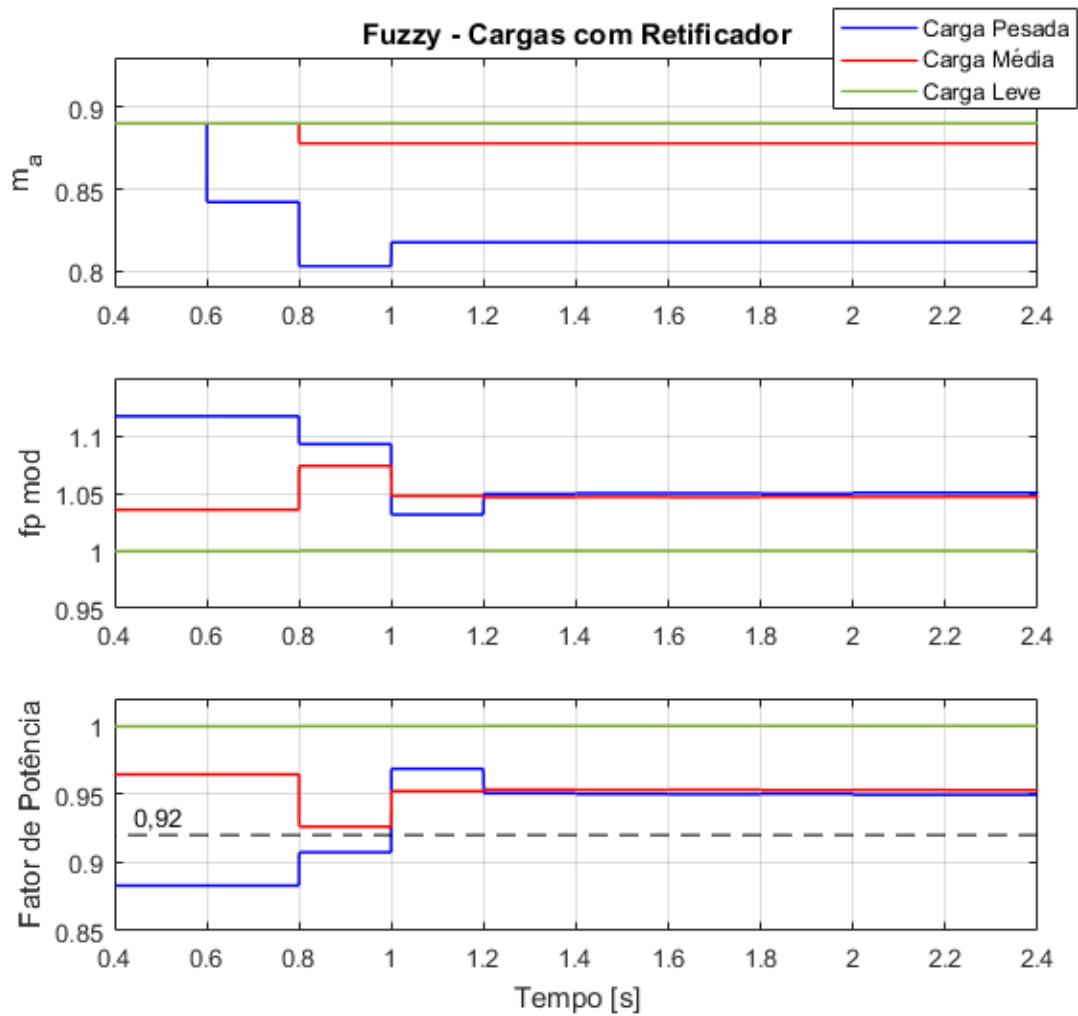 Fuzzy - Cargas com Retificador
Carga Pesada
Carga Média
Carga Leve
m_a
0.9
0.85
0.8
0.4 0.6 0.8 1 1.2 1.4 1.6 1.8 2 2.2 2.4
fp mod
1.1
1.05
1
0.95
0.4 0.6 0.8 1 1.2 1.4 1.6 1.8 2 2.2 2.4
Fator de Potência
1
0.95
0,92
0.9
0.85
0.4 0.6 0.8 1 1.2 1.4 1.6 1.8 2 2.2 2.4
Tempo [s]